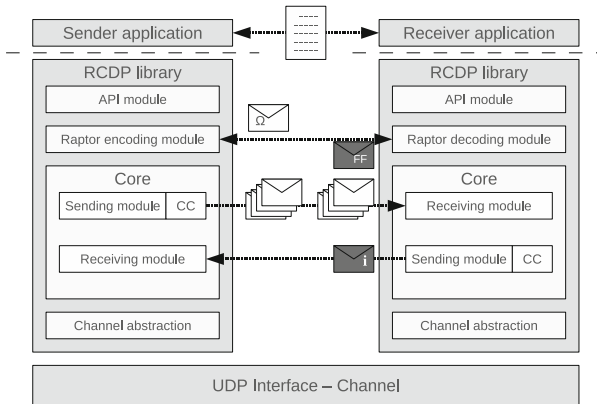 Sender application
Receiver application
RCDP library
RCDP library
API module
API module
Ω
Raptor encoding module
Raptor decoding module
FF
Core
Core
Sending module
CC
Receiving module
Receiving module
i
Sending module
CC
Channel abstraction
Channel abstraction
UDP Interface – Channel